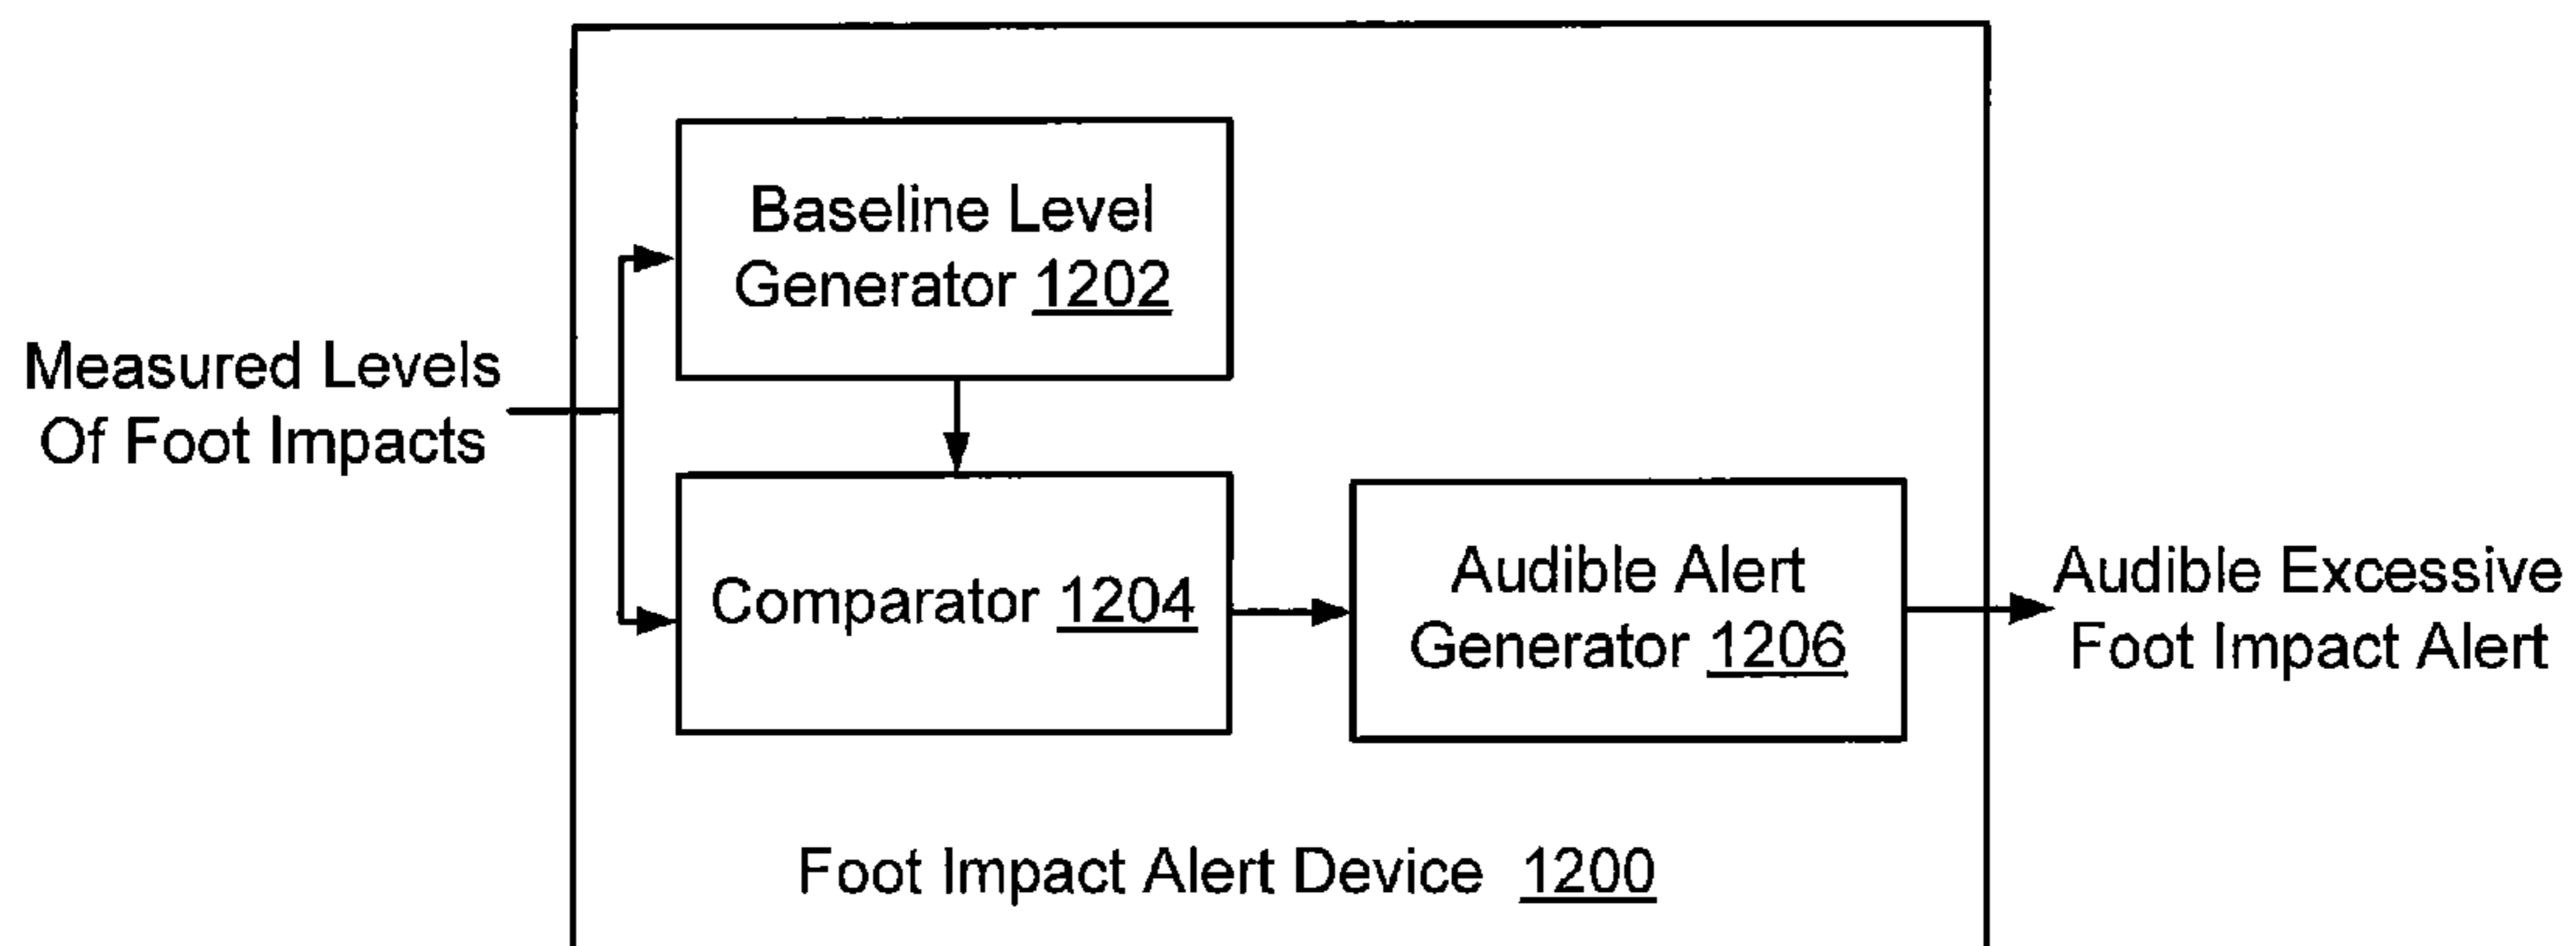 Baseline Level
Generator 1202
Measured Levels
Of Foot Impacts
Comparator 1204
Audible Alert
Generator 1206
Audible Excessive
Foot Impact Alert
Foot Impact Alert Device 1200